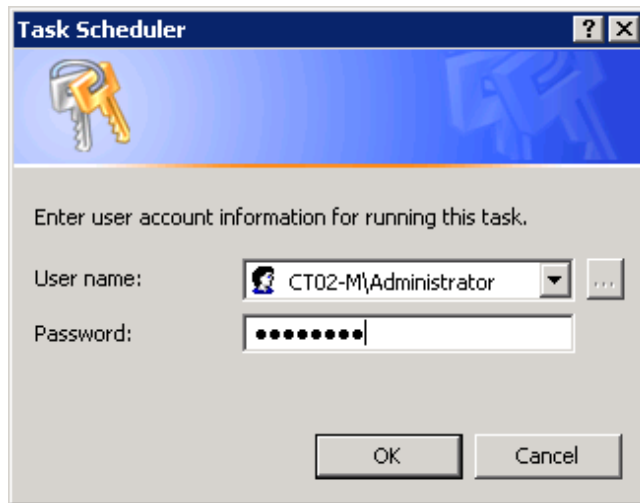 Task Scheduler
Enter user account information for running this task.
User name: CT02-M\Administrator ...
Password: ●●●●●●●●
OK Cancel